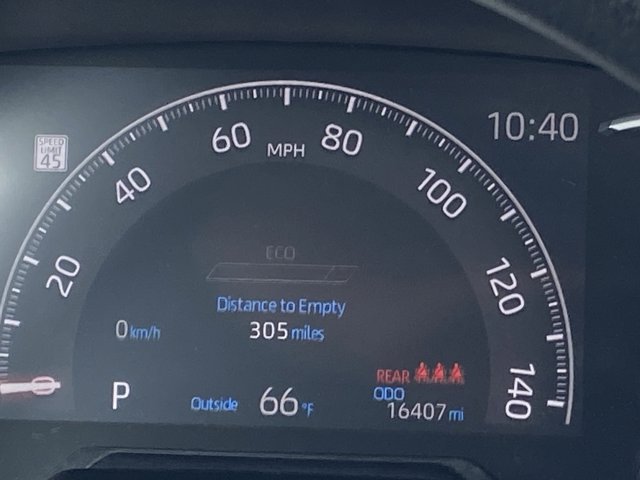 10:40
SPEED
LIMIT
45
60
80
MPH
40
100
20
120
140
ECO
Distance to Empty
305 miles
0 km/h
REAR
P
Outside 66 °F
ODO
16407 mi